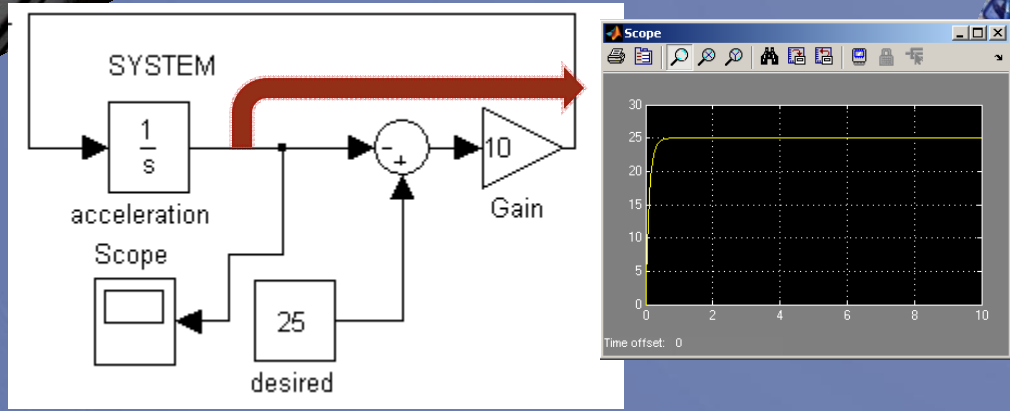 SYSTEM
1
s
acceleration
-
+
10
Gain
Scope
25
desired
Scope
30
25
20
15
10
5
0
0 2 4 6 8 10
Time offset: 0